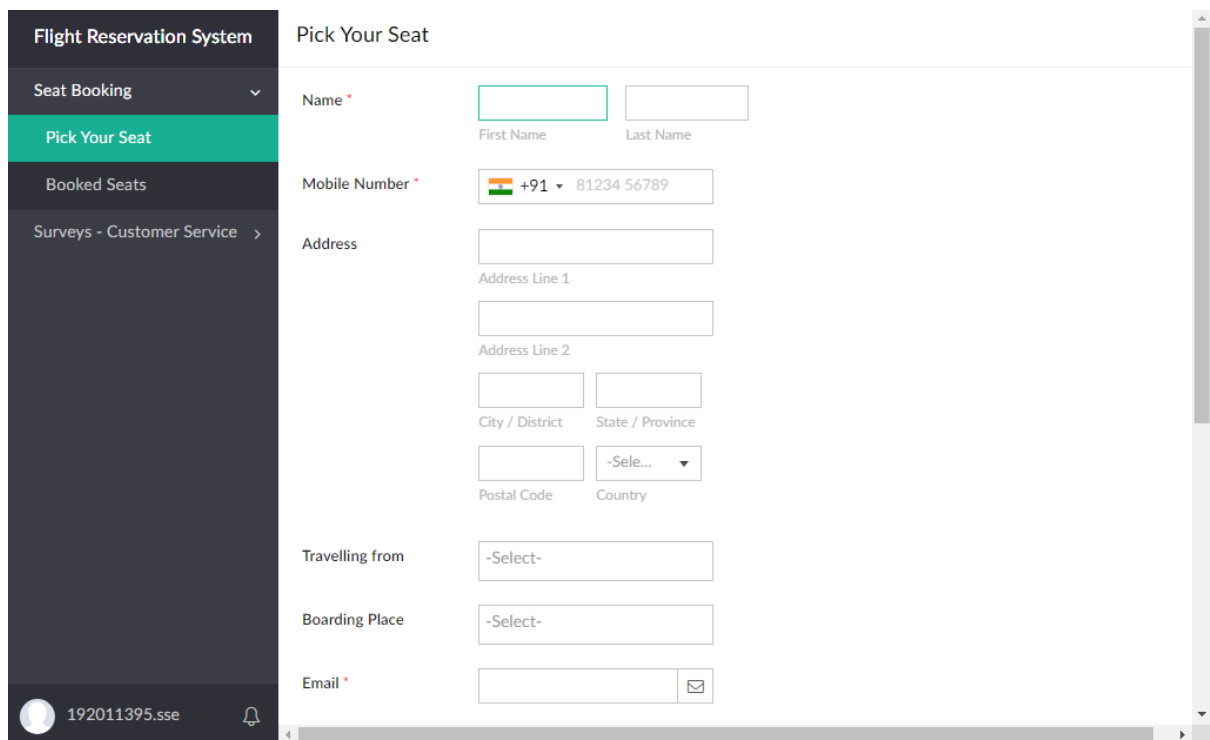 Flight Reservation System
Seat Booking
Pick Your Seat
Booked Seats
Surveys - Customer Service
192011395.sse
Pick Your Seat
Name *
First Name Last Name
Mobile Number *
+91 81234 56789
Address
Address Line 1
Address Line 2
City / District State / Province
-Sele...
Postal Code Country
Travelling from
-Select-
Boarding Place
-Select-
Email *